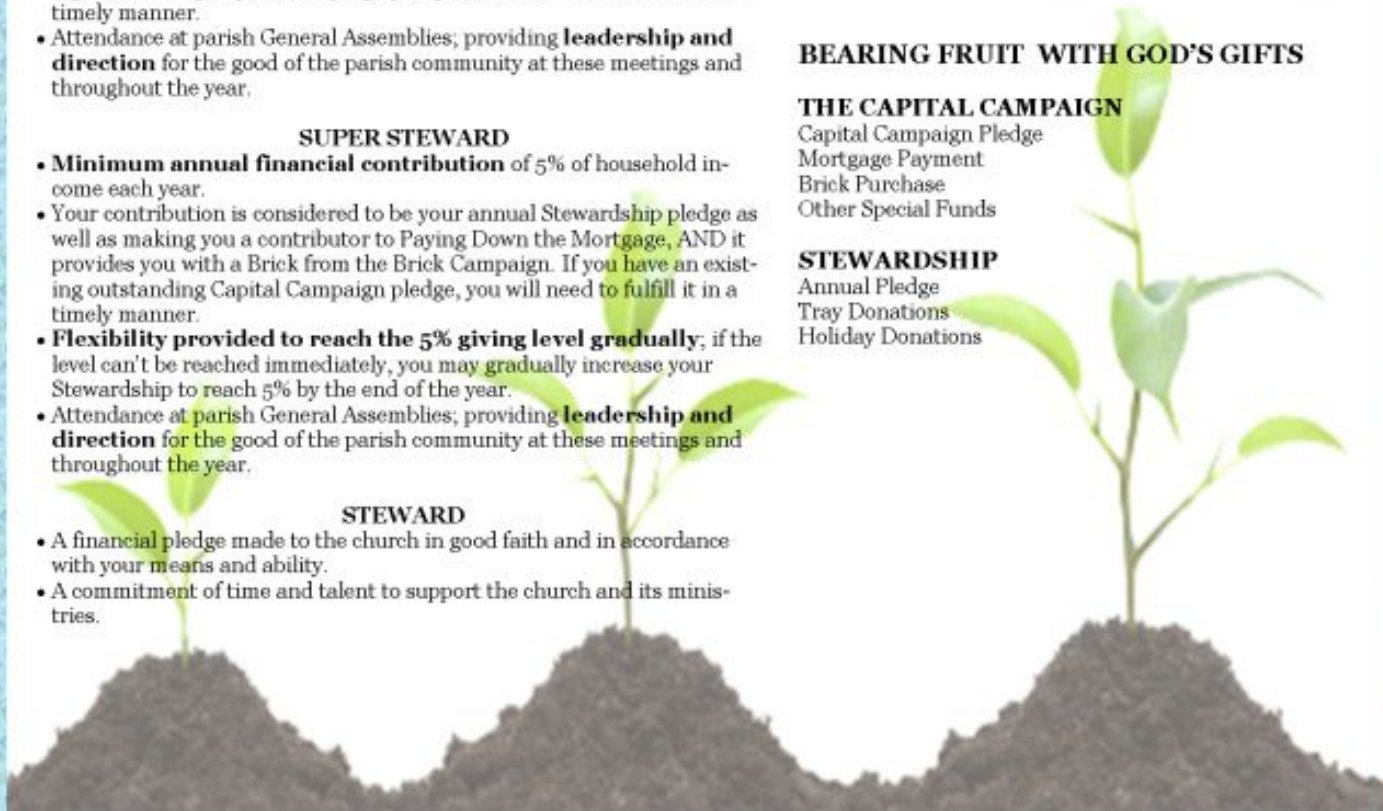 timely manner.
• Attendance at parish General Assemblies; providing leadership and
direction for the good of the parish community at these meetings and
throughout the year.
SUPER STEWARD
• Minimum annual financial contribution of 5% of household in-
come each year.
• Your contribution is considered to be your annual Stewardship pledge as
well as making you a contributor to Paying Down the Mortgage, AND it
provides you with a Brick from the Brick Campaign. If you have an exist-
ing outstanding Capital Campaign pledge, you will need to fulfill it in a
timely manner.
• Flexibility provided to reach the 5% giving level gradually; if the
level can't be reached immediately, you may gradually increase your
Stewardship to reach 5% by the end of the year.
• Attendance at parish General Assemblies; providing leadership and
direction for the good of the parish community at these meetings and
throughout the year.
STEWARD
• A financial pledge made to the church in good faith and in accordance
with your means and ability.
• A commitment of time and talent to support the church and its minis-
tries.
BEARING FRUIT WITH GOD'S GIFTS
THE CAPITAL CAMPAIGN
Capital Campaign Pledge
Mortgage Payment
Brick Purchase
Other Special Funds
STEWARDSHIP
Annual Pledge
Tray Donations
Holiday Donations